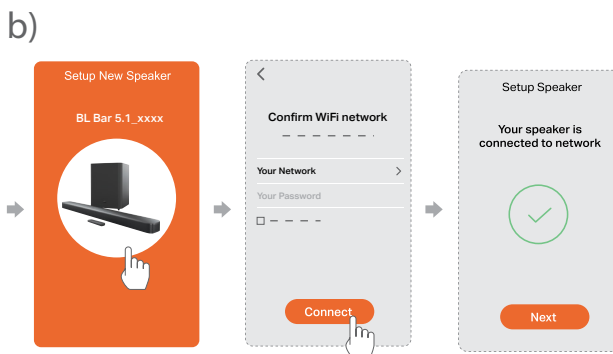 b)
Setup New Speaker
BL Bar 5.1_xxxx
Confirm WiFi network
Your Network
Your Password
Connect
Setup Speaker
Your speaker is
connected to network
Next